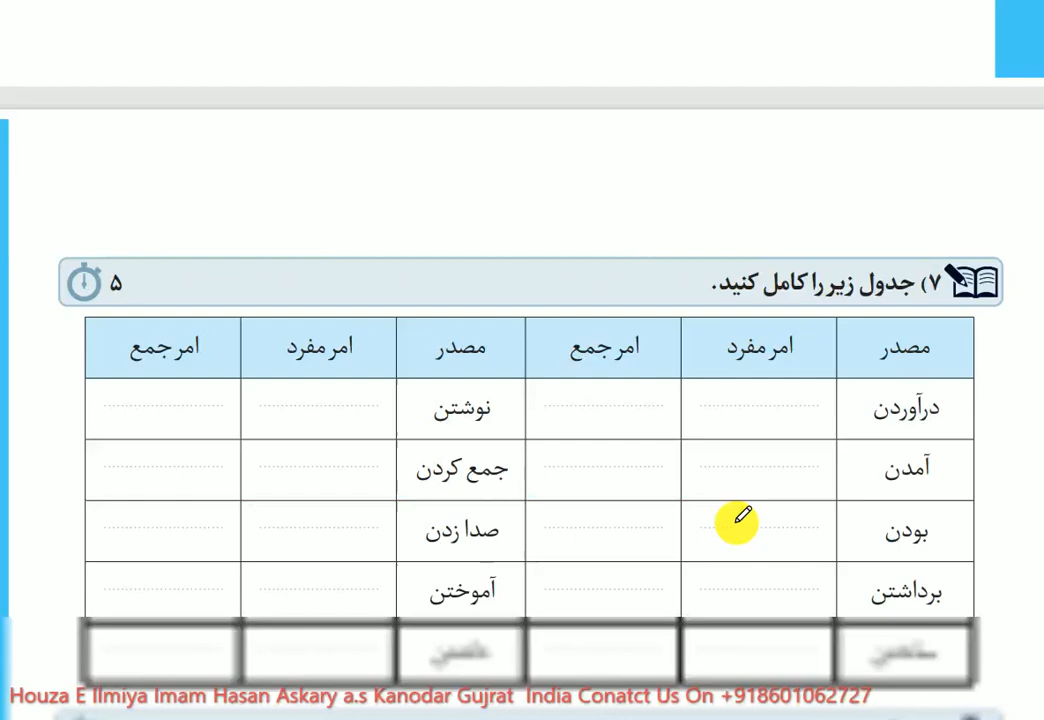 ۷) جدول زیر را کامل کنید. ۵
مصدر امر مفرد امر جمع مصدر امر مفرد امر جمع
درآوردن نوشتن
آمدن جمع کردن
بودن صدا زدن
برداشتن آموختن
Houza E Ilmiya Imam Hasan Askary a.s Kanodar Gujrat India Conatct Us On +918601062727